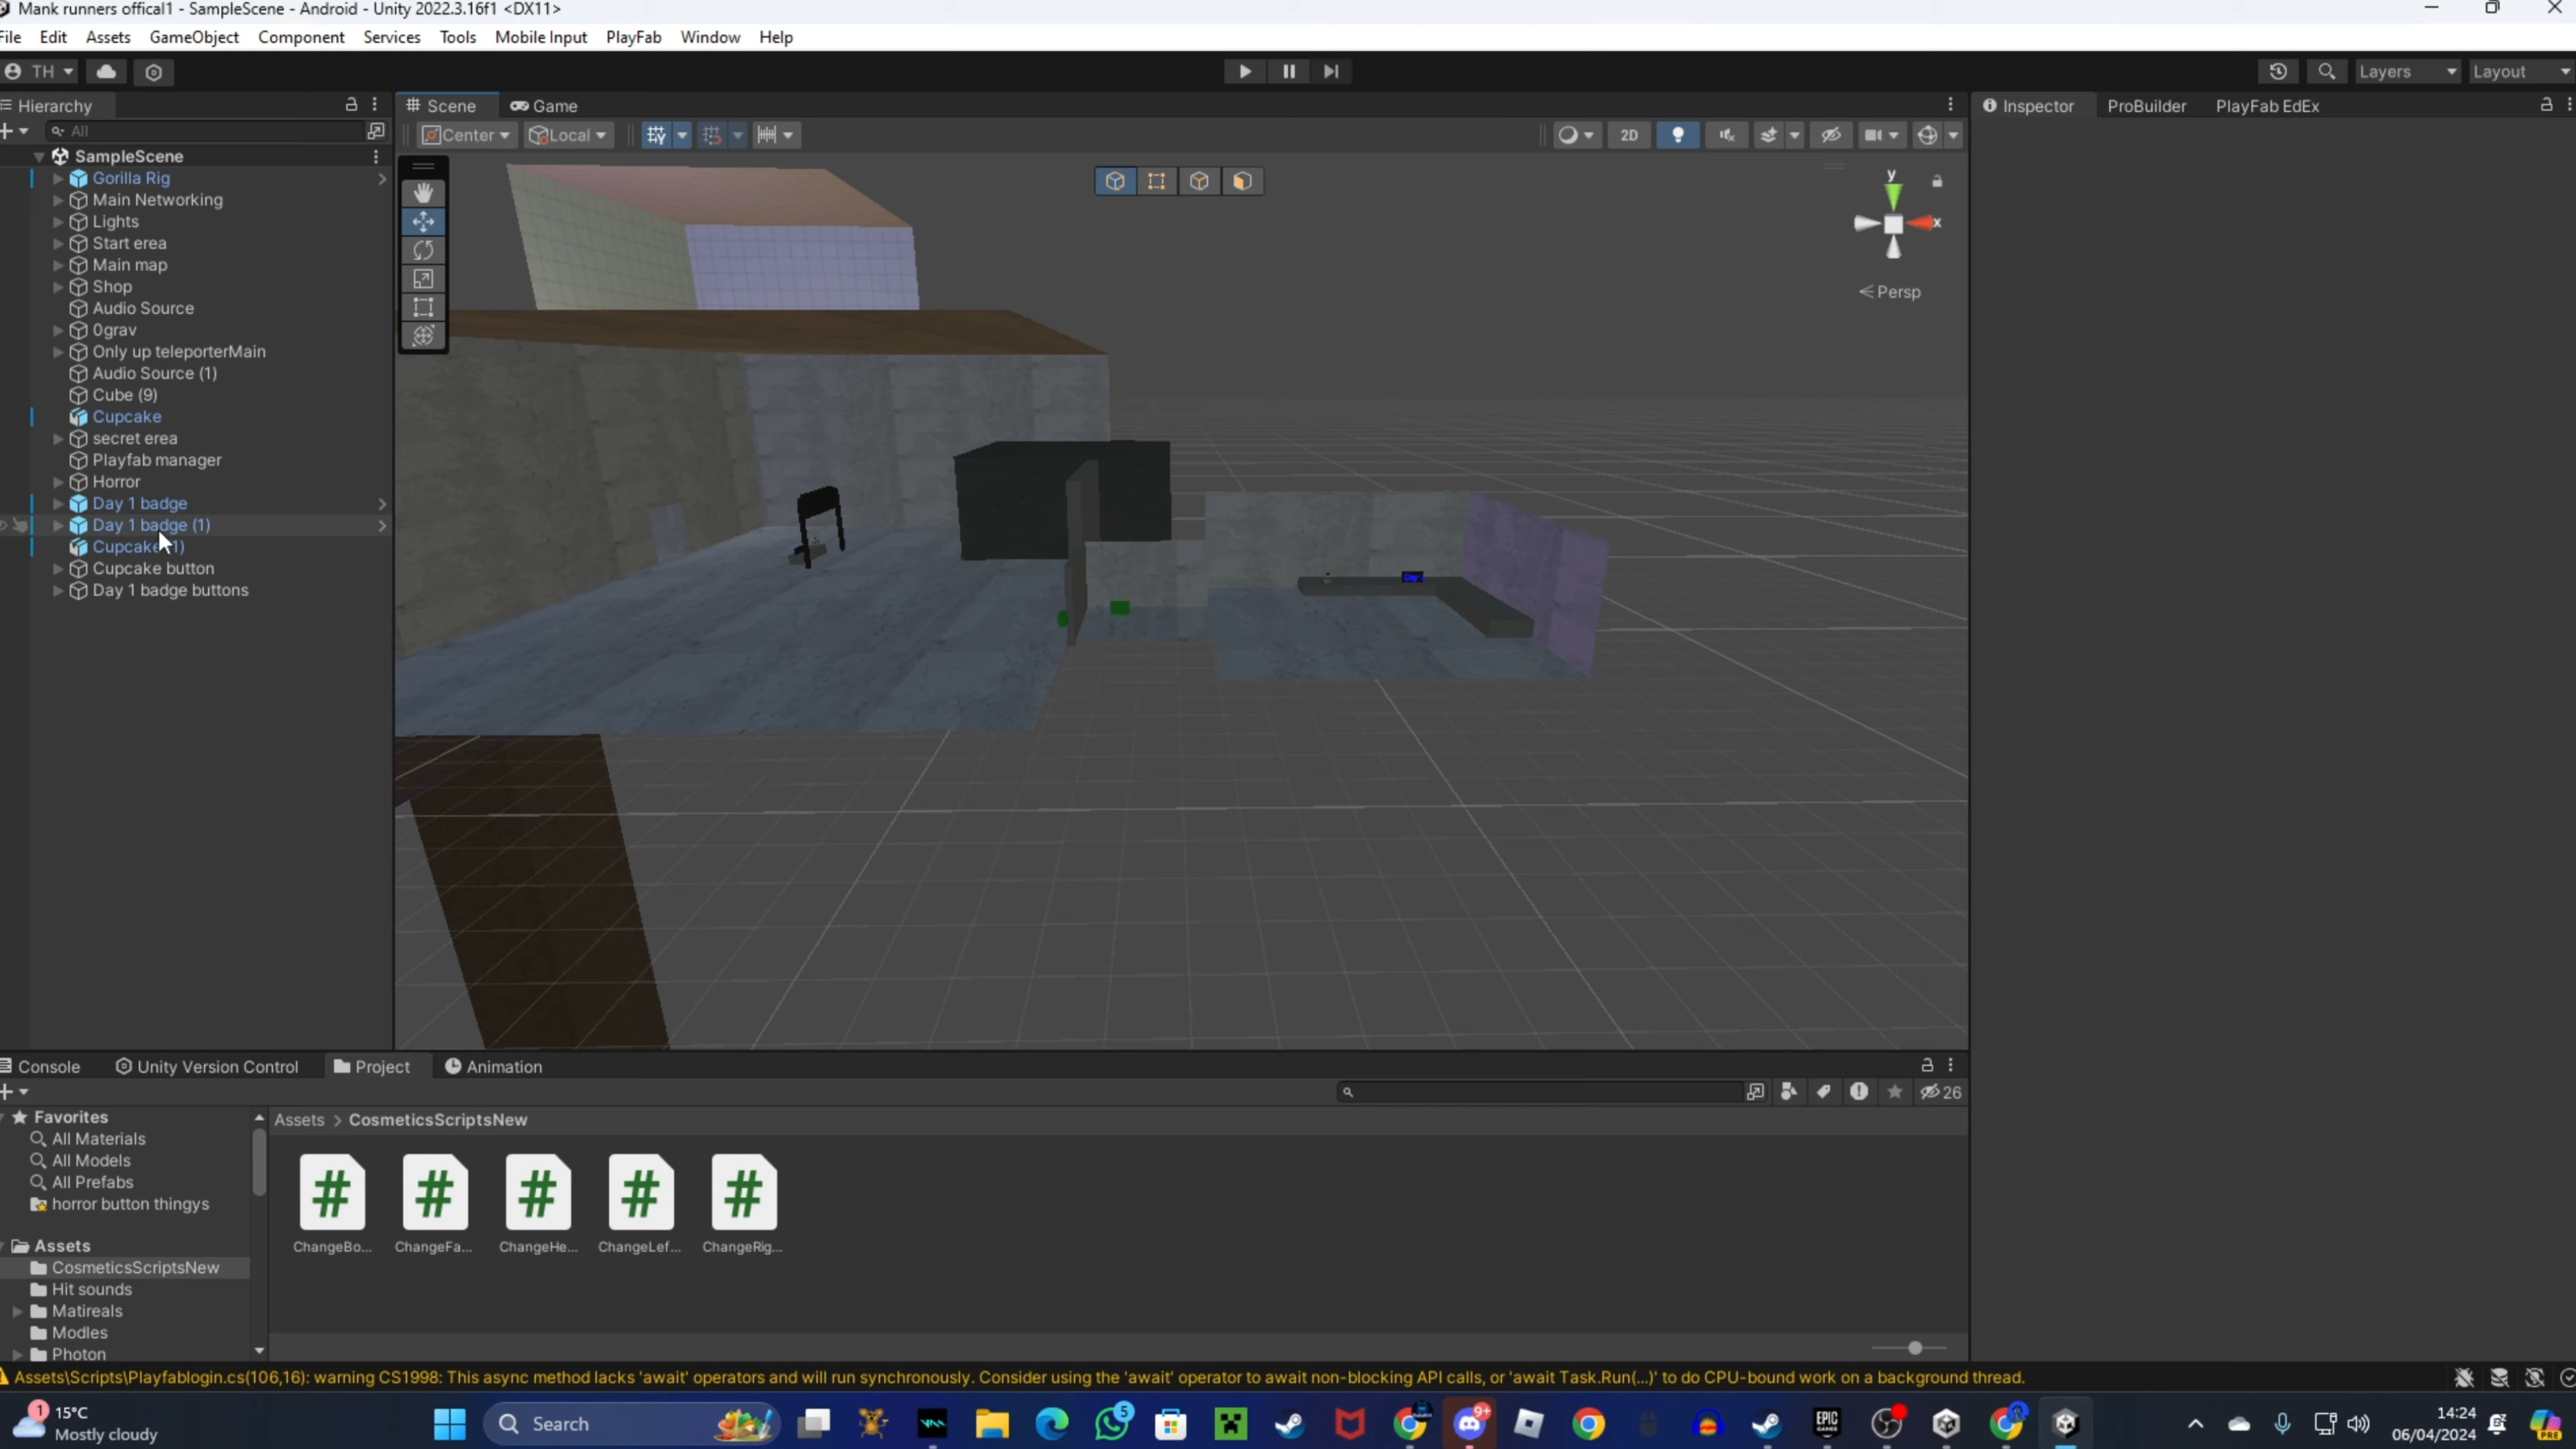 Mank runners offical1 - SampleScene - Android - Unity 2022.3.16f1 <DX11>
File Edit Assets GameObject Component Services Tools Mobile Input PlayFab Window Help
TH
Layers
Layout
Hierarchy
Scene
Game
Inspector
ProBuilder
PlayFab EdEx
All
Center
Local
2D
SampleScene
Gorilla Rig
Main Networking
Lights
Start erea
Main map
Shop
Audio Source
0grav
Only up teleporterMain
Audio Source (1)
Cube (9)
Cupcake
secret erea
Playfab manager
Horror
Day 1 badge
Day 1 badge (1)
Cupcake (1)
Cupcake button
Day 1 badge buttons
y
x
Persp
Console
Unity Version Control
Project
Animation
26
Favorites
All Materials
All Models
All Prefabs
horror button thingys
Assets
CosmeticsScriptsNew
Hit sounds
Matireals
Modles
Photon
Assets > CosmeticsScriptsNew
ChangeBo...
ChangeFa...
ChangeHe...
ChangeLef...
ChangeRig...
Assets\Scripts\Playfablogin.cs(106,16): warning CS1998: This async method lacks 'await' operators and will run synchronously. Consider using the 'await' operator to await non-blocking API calls, or 'await Task.Run(...)' to do CPU-bound work on a background thread.
1
15°C
Mostly cloudy
Search
5
9+
EPIC GAMES
14:24
06/04/2024
PRE